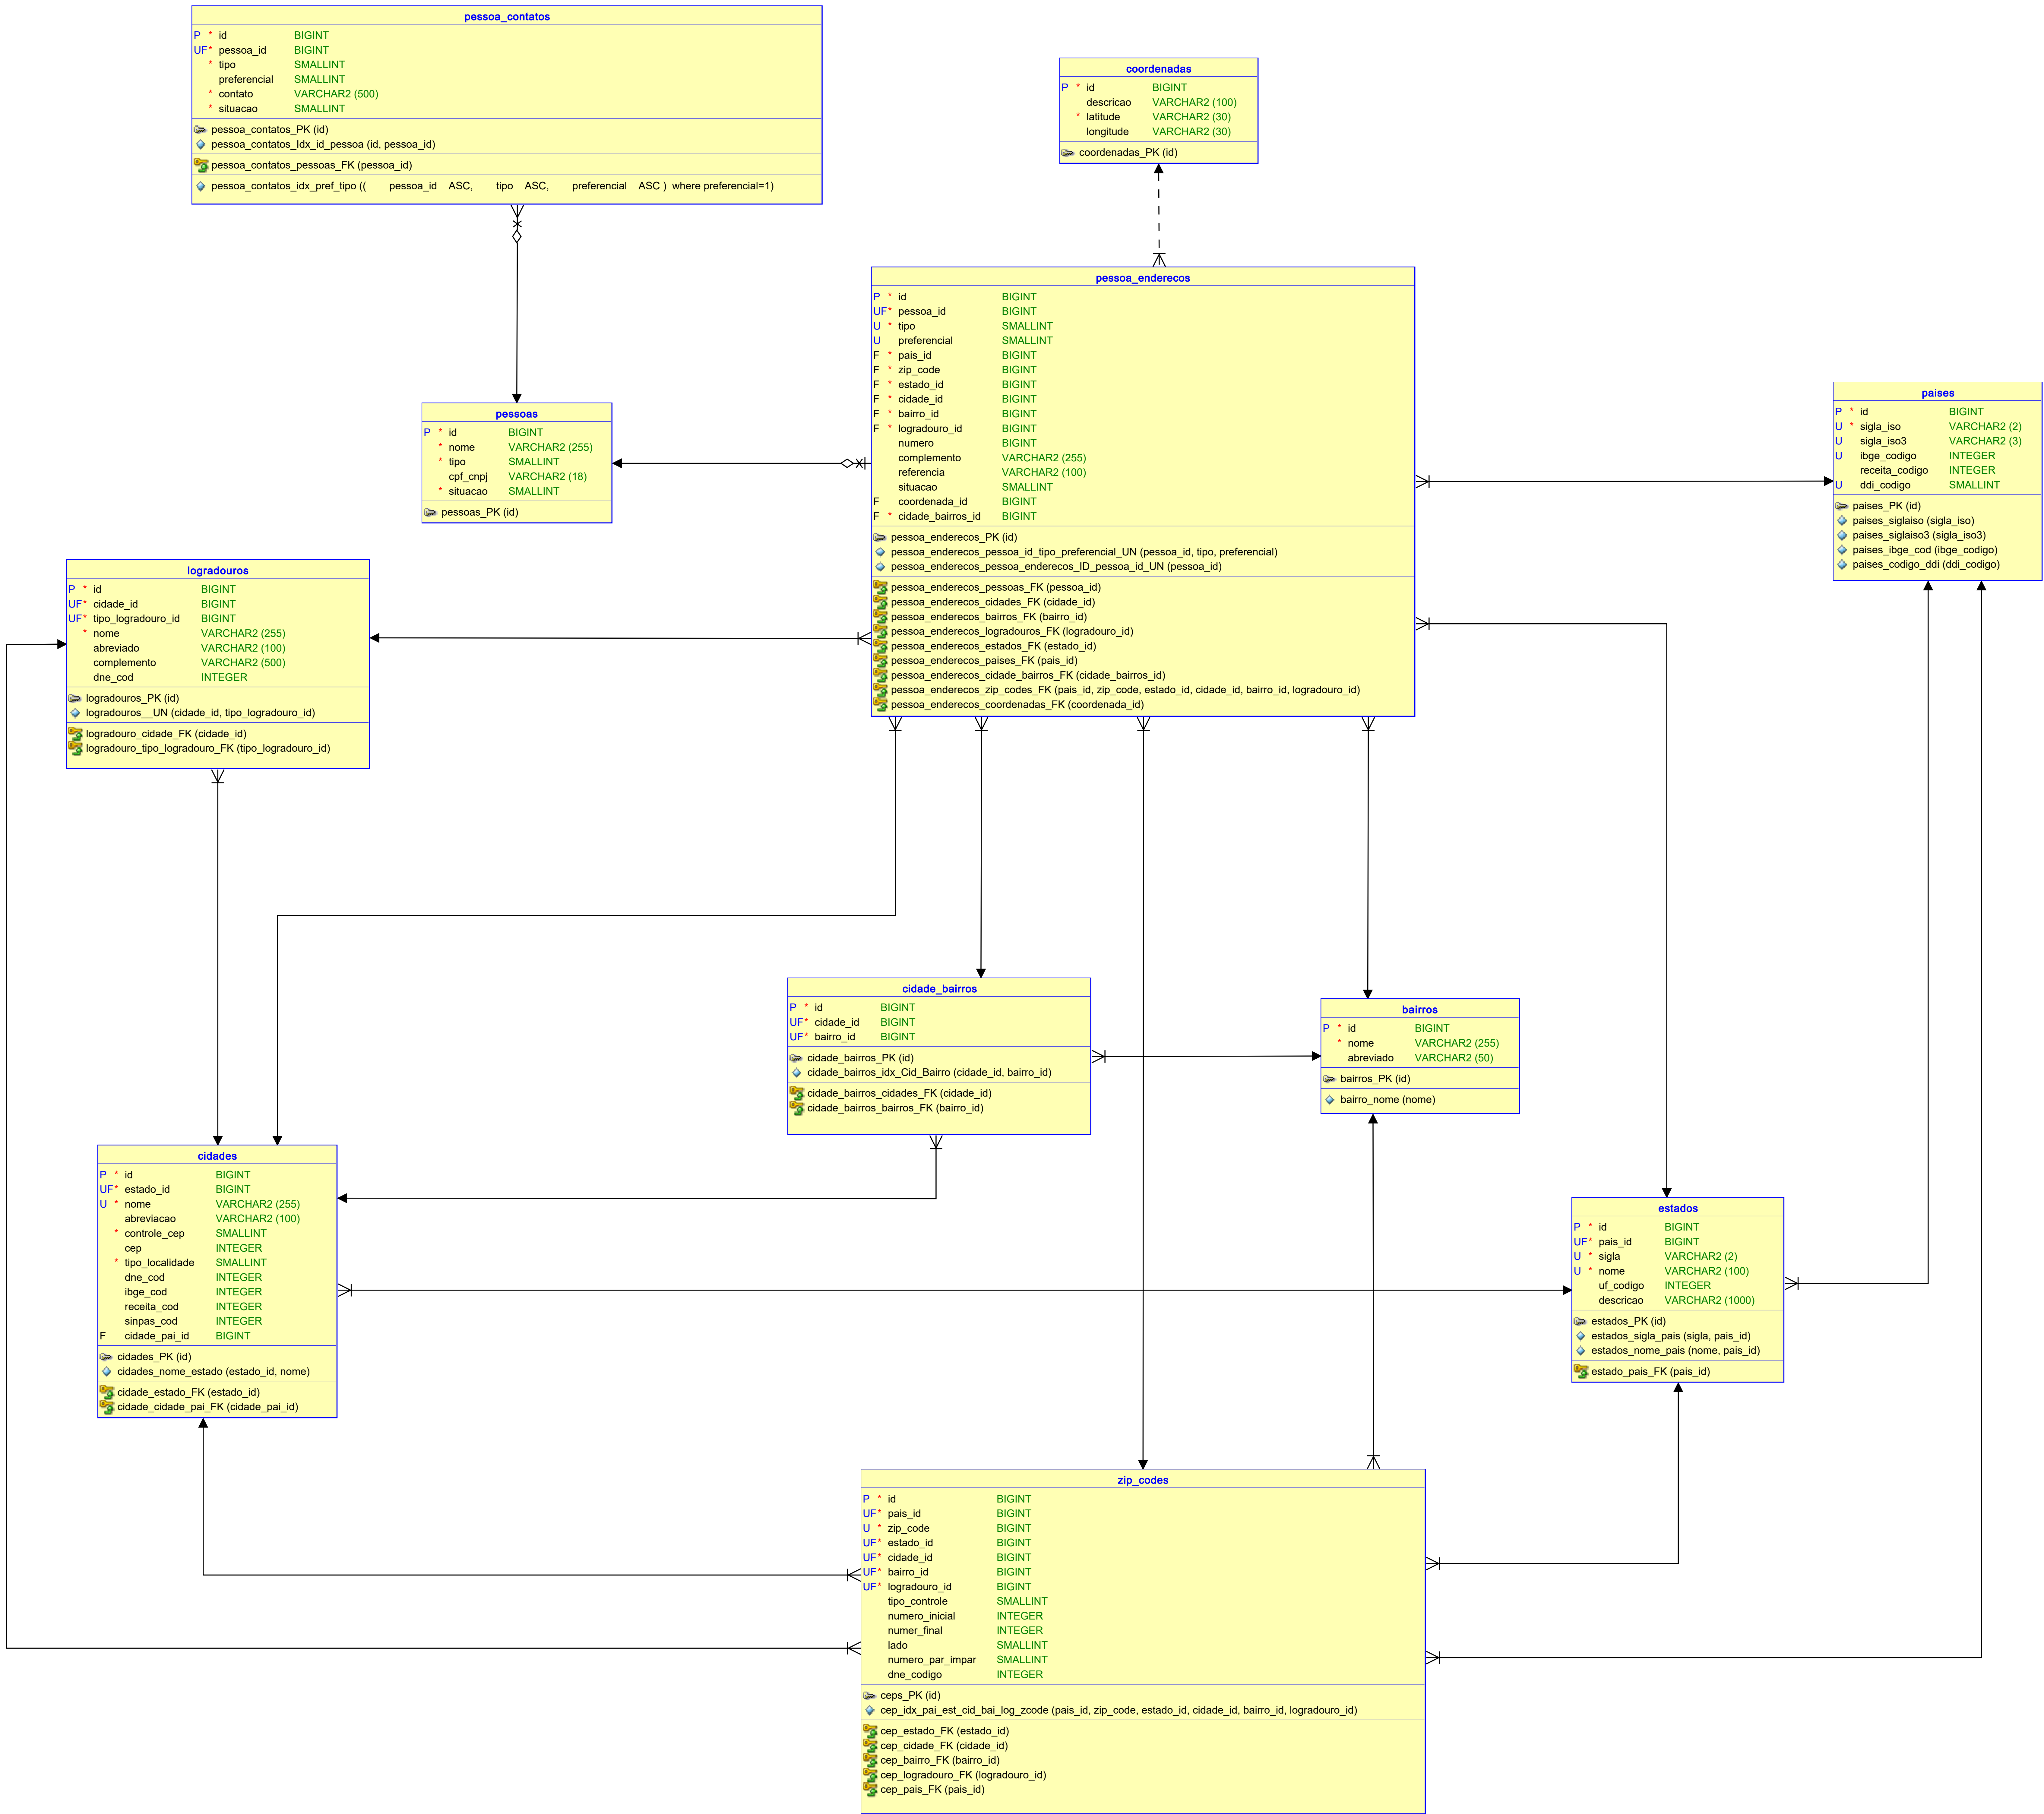 pessoa_contatos
P * id BIGINT
UF* pessoa_id BIGINT
* tipo SMALLINT
preferencial SMALLINT
* contato VARCHAR2 (500)
* situacao SMALLINT
pessoa_contatos_PK (id)
pessoa_contatos_Idx_id_pessoa (id, pessoa_id)
pessoa_contatos_pessoas_FK (pessoa_id)
pessoa_contatos_idx_pref_tipo (( pessoa_id ASC, tipo ASC, preferencial ASC ) where preferencial=1)
coordenadas
P * id BIGINT
descricao VARCHAR2 (100)
* latitude VARCHAR2 (30)
longitude VARCHAR2 (30)
coordenadas_PK (id)
pessoa_enderecos
P * id BIGINT
UF* pessoa_id BIGINT
U * tipo SMALLINT
U preferencial SMALLINT
F * pais_id BIGINT
F * zip_code BIGINT
F * estado_id BIGINT
F * cidade_id BIGINT
F * bairro_id BIGINT
F * logradouro_id BIGINT
numero BIGINT
complemento VARCHAR2 (255)
referencia VARCHAR2 (100)
situacao SMALLINT
F coordenada_id BIGINT
F * cidade_bairros_id BIGINT
pessoa_enderecos_PK (id)
pessoa_enderecos_pessoa_id_tipo_preferencial_UN (pessoa_id, tipo, preferencial)
pessoa_enderecos_pessoa_enderecos_ID_pessoa_id_UN (pessoa_id)
pessoa_enderecos_pessoas_FK (pessoa_id)
pessoa_enderecos_cidades_FK (cidade_id)
pessoa_enderecos_bairros_FK (bairro_id)
pessoa_enderecos_logradouros_FK (logradouro_id)
pessoa_enderecos_estados_FK (estado_id)
pessoa_enderecos_paises_FK (pais_id)
pessoa_enderecos_cidade_bairros_FK (cidade_bairros_id)
pessoa_enderecos_zip_codes_FK (pais_id, zip_code, estado_id, cidade_id, bairro_id, logradouro_id)
pessoa_enderecos_coordenadas_FK (coordenada_id)
paises
P * id BIGINT
U * sigla_iso VARCHAR2 (2)
U sigla_iso3 VARCHAR2 (3)
U ibge_codigo INTEGER
receita_codigo INTEGER
U ddi_codigo SMALLINT
paises_PK (id)
paises_siglaiso (sigla_iso)
paises_siglaiso3 (sigla_iso3)
paises_ibge_cod (ibge_codigo)
paises_codigo_ddi (ddi_codigo)
pessoas
P * id BIGINT
* nome VARCHAR2 (255)
* tipo SMALLINT
cpf_cnpj VARCHAR2 (18)
* situacao SMALLINT
pessoas_PK (id)
logradouros
P * id BIGINT
UF* cidade_id BIGINT
UF* tipo_logradouro_id BIGINT
* nome VARCHAR2 (255)
abreviado VARCHAR2 (100)
complemento VARCHAR2 (500)
dne_cod INTEGER
logradouros_PK (id)
logradouros__UN (cidade_id, tipo_logradouro_id)
logradouro_cidade_FK (cidade_id)
logradouro_tipo_logradouro_FK (tipo_logradouro_id)
cidade_bairros
P * id BIGINT
UF* cidade_id BIGINT
UF* bairro_id BIGINT
cidade_bairros_PK (id)
cidade_bairros_idx_Cid_Bairro (cidade_id, bairro_id)
cidade_bairros_cidades_FK (cidade_id)
cidade_bairros_bairros_FK (bairro_id)
bairros
P * id BIGINT
* nome VARCHAR2 (255)
abreviado VARCHAR2 (50)
bairros_PK (id)
bairro_nome (nome)
cidades
P * id BIGINT
UF* estado_id BIGINT
U * nome VARCHAR2 (255)
abreviacao VARCHAR2 (100)
* controle_cep SMALLINT
cep INTEGER
* tipo_localidade SMALLINT
dne_cod INTEGER
ibge_cod INTEGER
receita_cod INTEGER
sinpas_cod INTEGER
F cidade_pai_id BIGINT
cidades_PK (id)
cidades_nome_estado (estado_id, nome)
cidade_estado_FK (estado_id)
cidade_cidade_pai_FK (cidade_pai_id)
estados
P * id BIGINT
UF* pais_id BIGINT
U * sigla VARCHAR2 (2)
U * nome VARCHAR2 (100)
uf_codigo INTEGER
descricao VARCHAR2 (1000)
estados_PK (id)
estados_sigla_pais (sigla, pais_id)
estados_nome_pais (nome, pais_id)
estado_pais_FK (pais_id)
zip_codes
P * id BIGINT
UF* pais_id BIGINT
U * zip_code BIGINT
UF* estado_id BIGINT
UF* cidade_id BIGINT
UF* bairro_id BIGINT
UF* logradouro_id BIGINT
tipo_controle SMALLINT
numero_inicial INTEGER
numer_final INTEGER
lado SMALLINT
numero_par_impar SMALLINT
dne_codigo INTEGER
ceps_PK (id)
cep_idx_pai_est_cid_bai_log_zcode (pais_id, zip_code, estado_id, cidade_id, bairro_id, logradouro_id)
cep_estado_FK (estado_id)
cep_cidade_FK (cidade_id)
cep_bairro_FK (bairro_id)
cep_logradouro_FK (logradouro_id)
cep_pais_FK (pais_id)